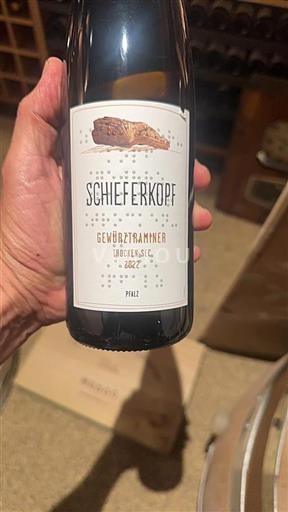 SCHIEFERKOPF
GEWÜRZTRAMINER
TROCKEN SEC
2022
PFALZ